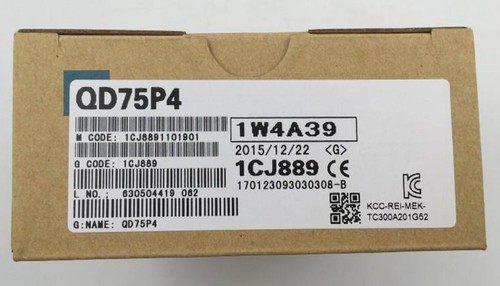 QD75P4
M CODE: 1CJ8891101901
1W4A39
2015/12/22 <G>
G CODE: 1CJ889
1CJ889 CE
170123093030308-B
L NO.: 630504419 062
G:NAME: QD75P4
KCC-REI-MEK-
TC300A201G52